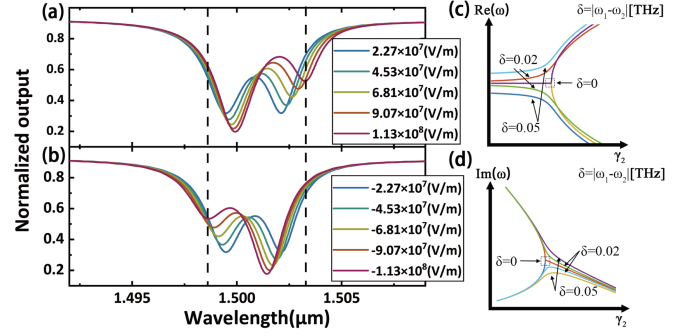 (a)
0.8
0.6
0.4
0.2
2.27×10⁷(V/m)
4.53×10⁷(V/m)
6.81×10⁷(V/m)
9.07×10⁷(V/m)
1.13×10⁸(V/m)
(b)
0.8
0.6
0.4
0.2
-2.27×10⁷(V/m)
-4.53×10⁷(V/m)
-6.81×10⁷(V/m)
-9.07×10⁷(V/m)
-1.13×10⁸(V/m)
Normalized output
1.495 1.500 1.505
Wavelength(μm)
(c)
Re(ω) δ=|ω₁-ω₂|[THz]
δ=0.02
δ=0
δ=0.05
γ₂
(d)
Im(ω) δ=|ω₁-ω₂|[THz]
δ=0.02
δ=0
δ=0.05
γ₂